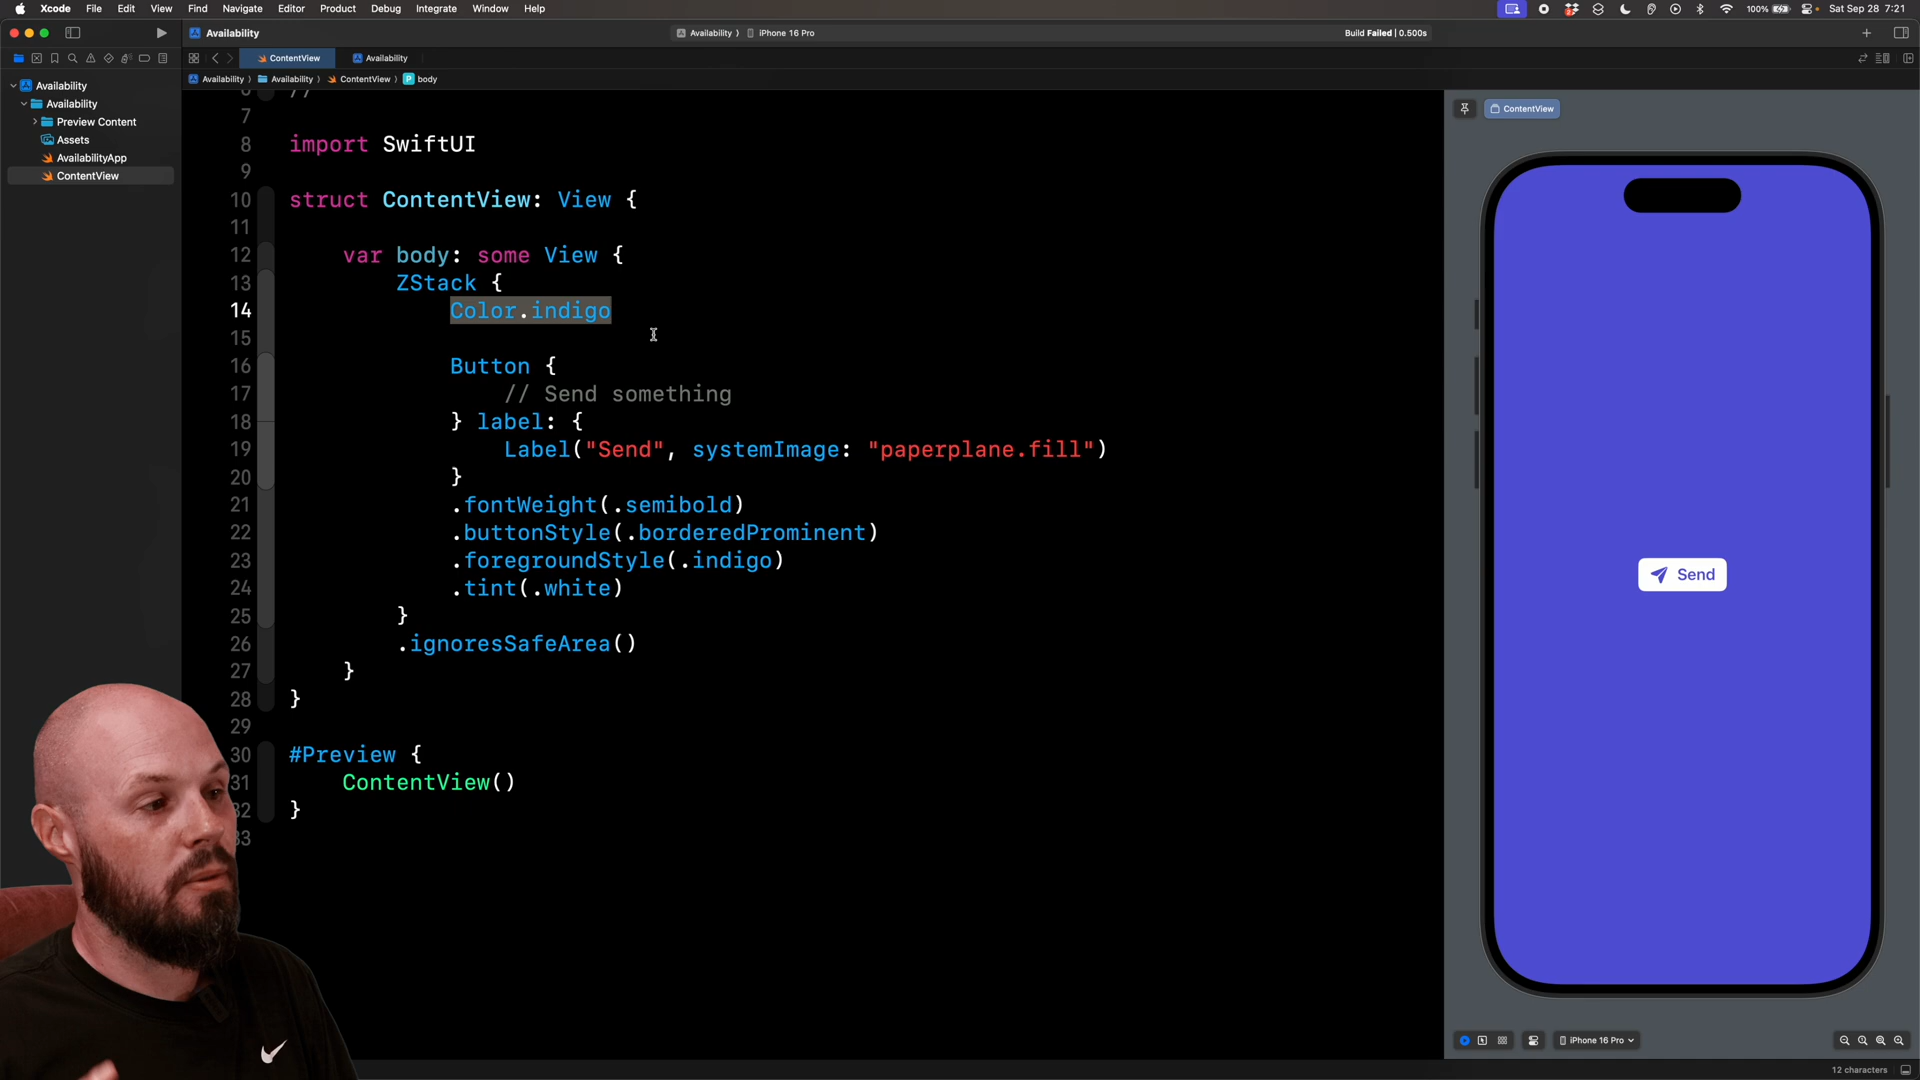 Xcode File Edit View Find Navigate Editor Product Debug Integrate Window Help 100% Sat Sep 28 7:21
Availability Availability iPhone 16 Pro Build Failed | 0.500s
ContentView Availability
Availability Availability ContentView body
Availability
Availability
Preview Content
Assets
AvailabilityApp
ContentView
6 //
7
8 import SwiftUI
9
10 struct ContentView: View {
11
12 var body: some View {
13 ZStack {
14 Color.indigo
15
16 Button {
17 // Send something
18 } label: {
19 Label("Send", systemImage: "paperplane.fill")
20 }
21 .fontWeight(.semibold)
22 .buttonStyle(.borderedProminent)
23 .foregroundStyle(.indigo)
24 .tint(.white)
25 }
26 .ignoresSafeArea()
27 }
28 }
29
30 #Preview {
31 ContentView()
32 }
33
ContentView
Send
iPhone 16 Pro
12 characters